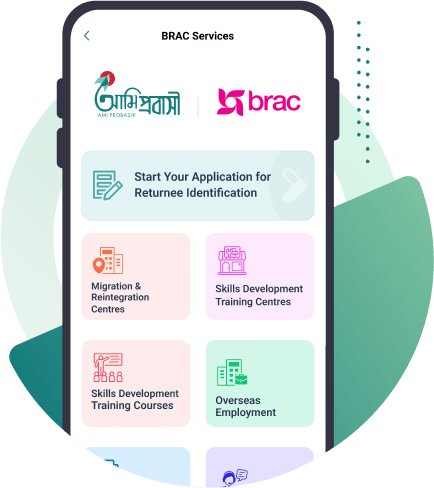 BRAC Services
আমি প্রবাসী
AMI PROBASHI
brac
Start Your Application for
Returnee Identification
Migration &
Reintegration
Centres
Skills Development
Training Centres
Skills Development
Training Courses
Overseas
Employment